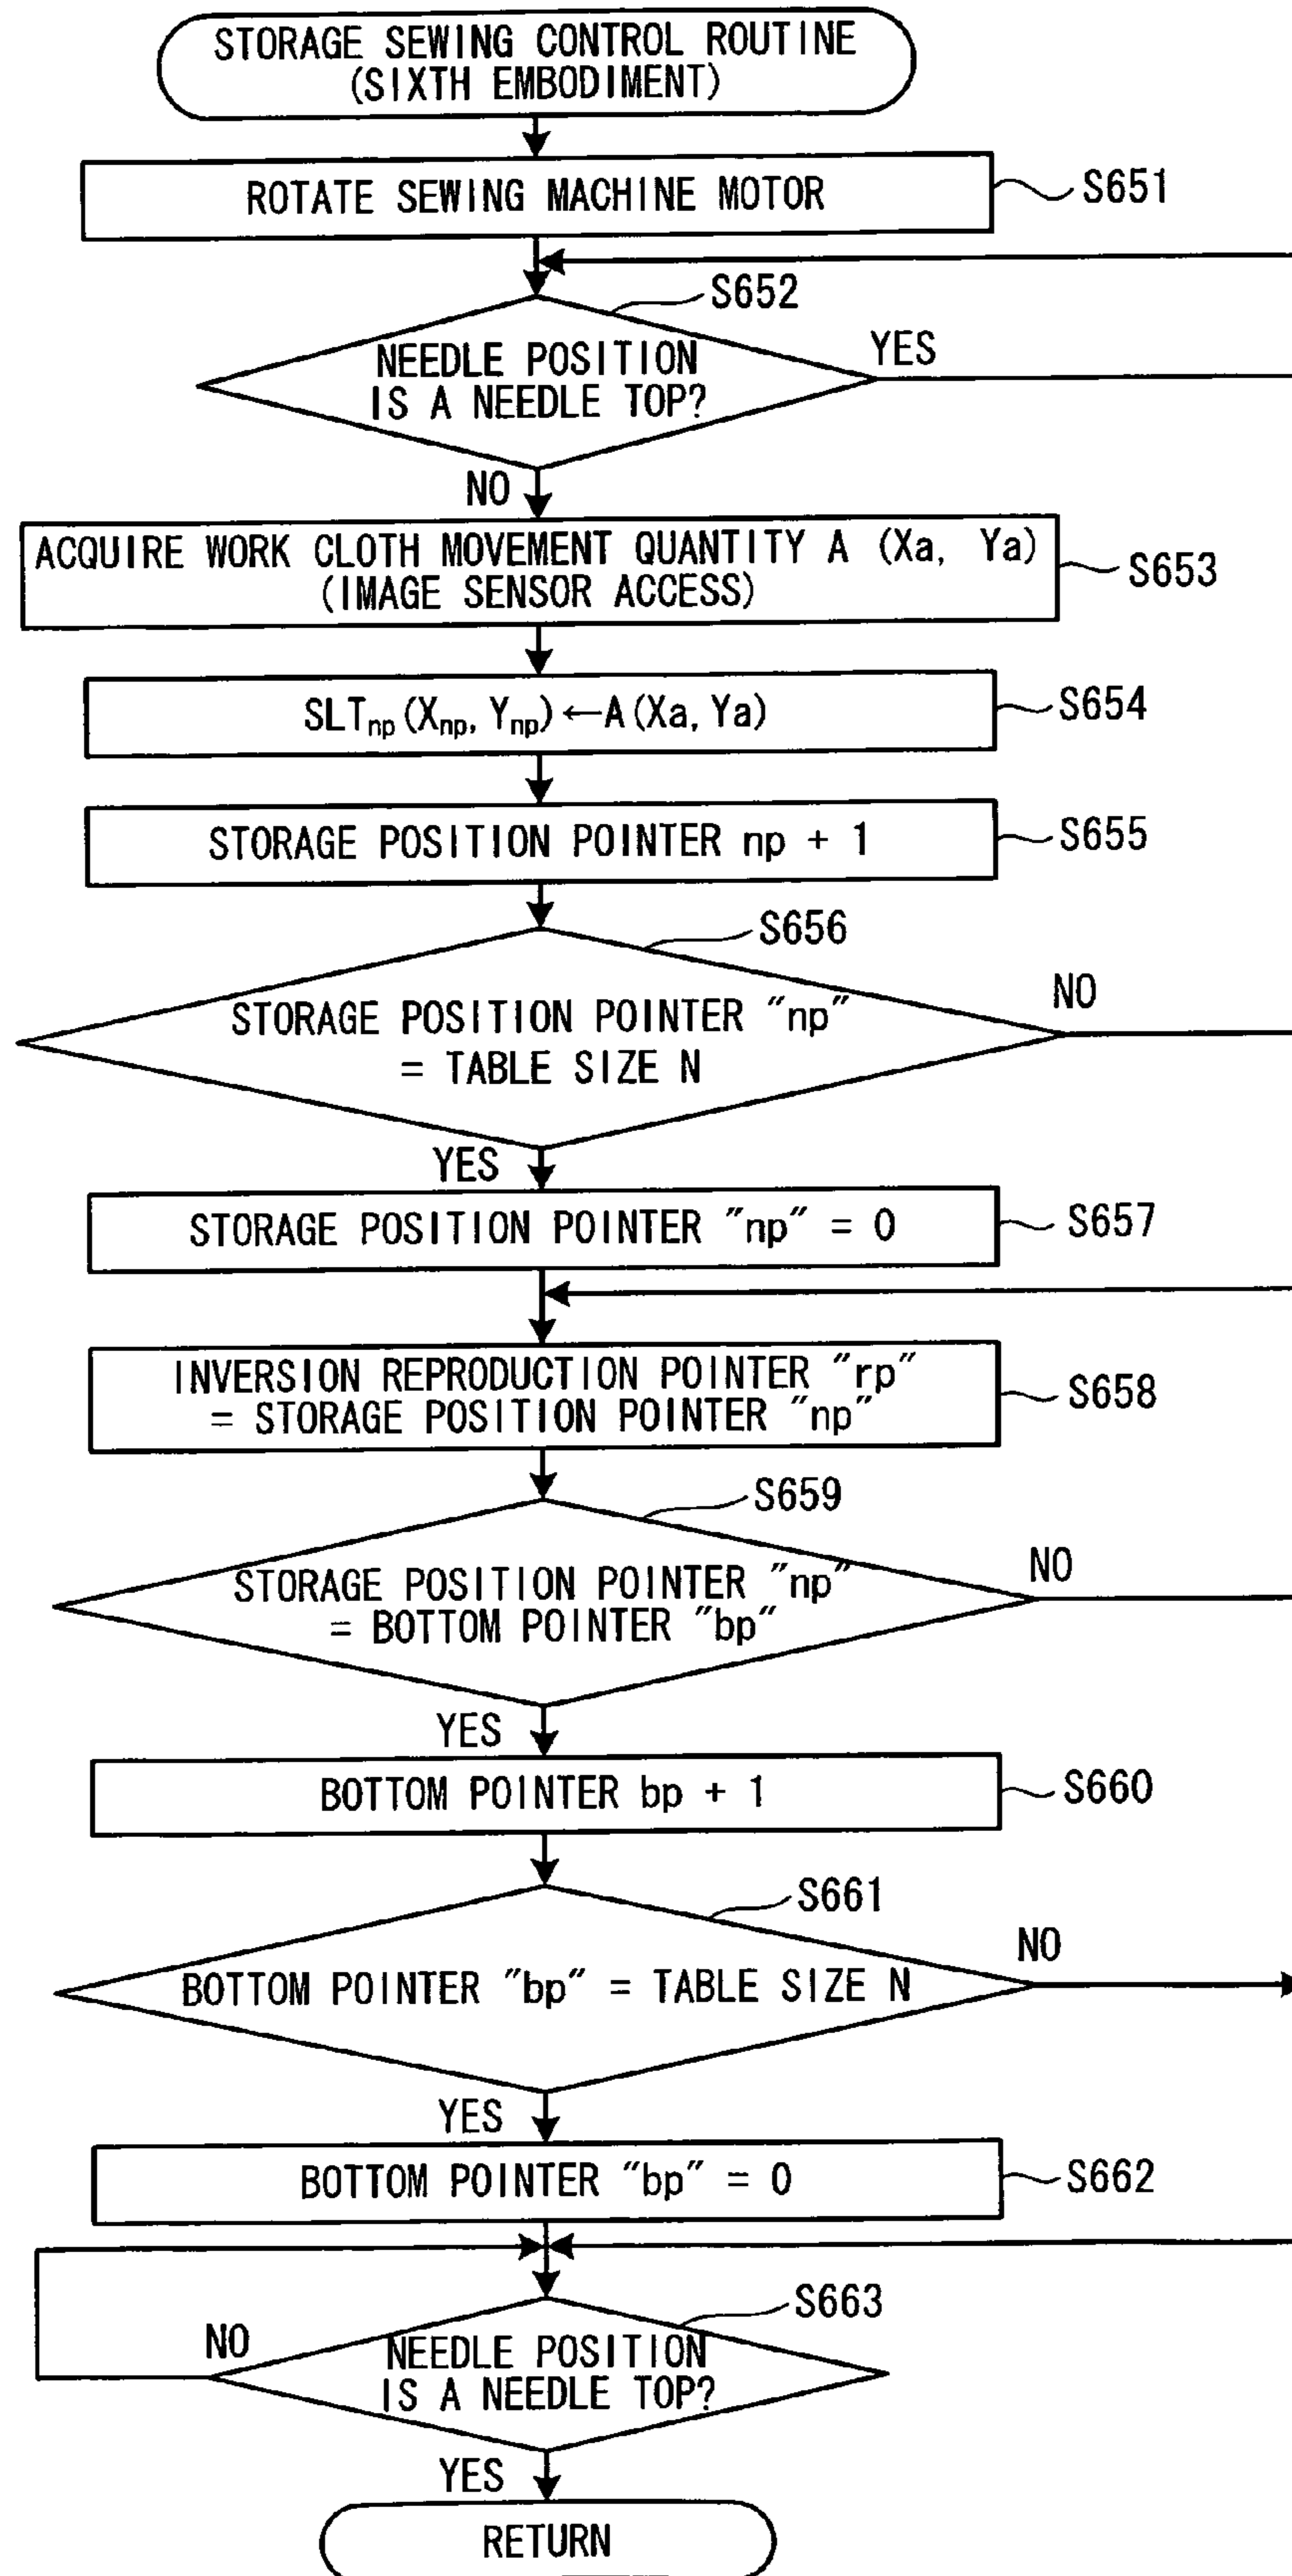 STORAGE SEWING CONTROL ROUTINE
(SIXTH EMBODIMENT)
ROTATE SEWING MACHINE MOTOR
S651
S652
NEEDLE POSITION
IS A NEEDLE TOP?
YES
NO
ACQUIRE WORK CLOTH MOVEMENT QUANTITY A (Xa, Ya)
(IMAGE SENSOR ACCESS)
S653
SLTnp(Xnp, Ynp)←A(Xa, Ya)
S654
STORAGE POSITION POINTER np + 1
S655
S656
STORAGE POSITION POINTER "np"
= TABLE SIZE N
NO
YES
STORAGE POSITION POINTER "np" = 0
S657
INVERSION REPRODUCTION POINTER "rp"
= STORAGE POSITION POINTER "np"
S658
S659
STORAGE POSITION POINTER "np"
= BOTTOM POINTER "bp"
NO
YES
BOTTOM POINTER bp + 1
S660
S661
BOTTOM POINTER "bp" = TABLE SIZE N
NO
YES
BOTTOM POINTER "bp" = 0
S662
S663
NEEDLE POSITION
IS A NEEDLE TOP?
NO
YES
RETURN